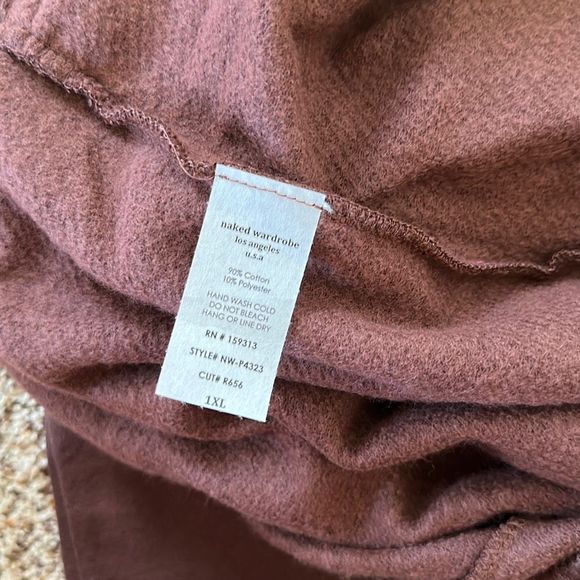 naked wardrobe
los angeles
u.s.a
90% Cotton
10% Polyester
HAND WASH COLD
DO NOT BLEACH
HANG OR LINE DRY
RN # 159313
STYLE# NW-P4323
CUT# R656
1XL